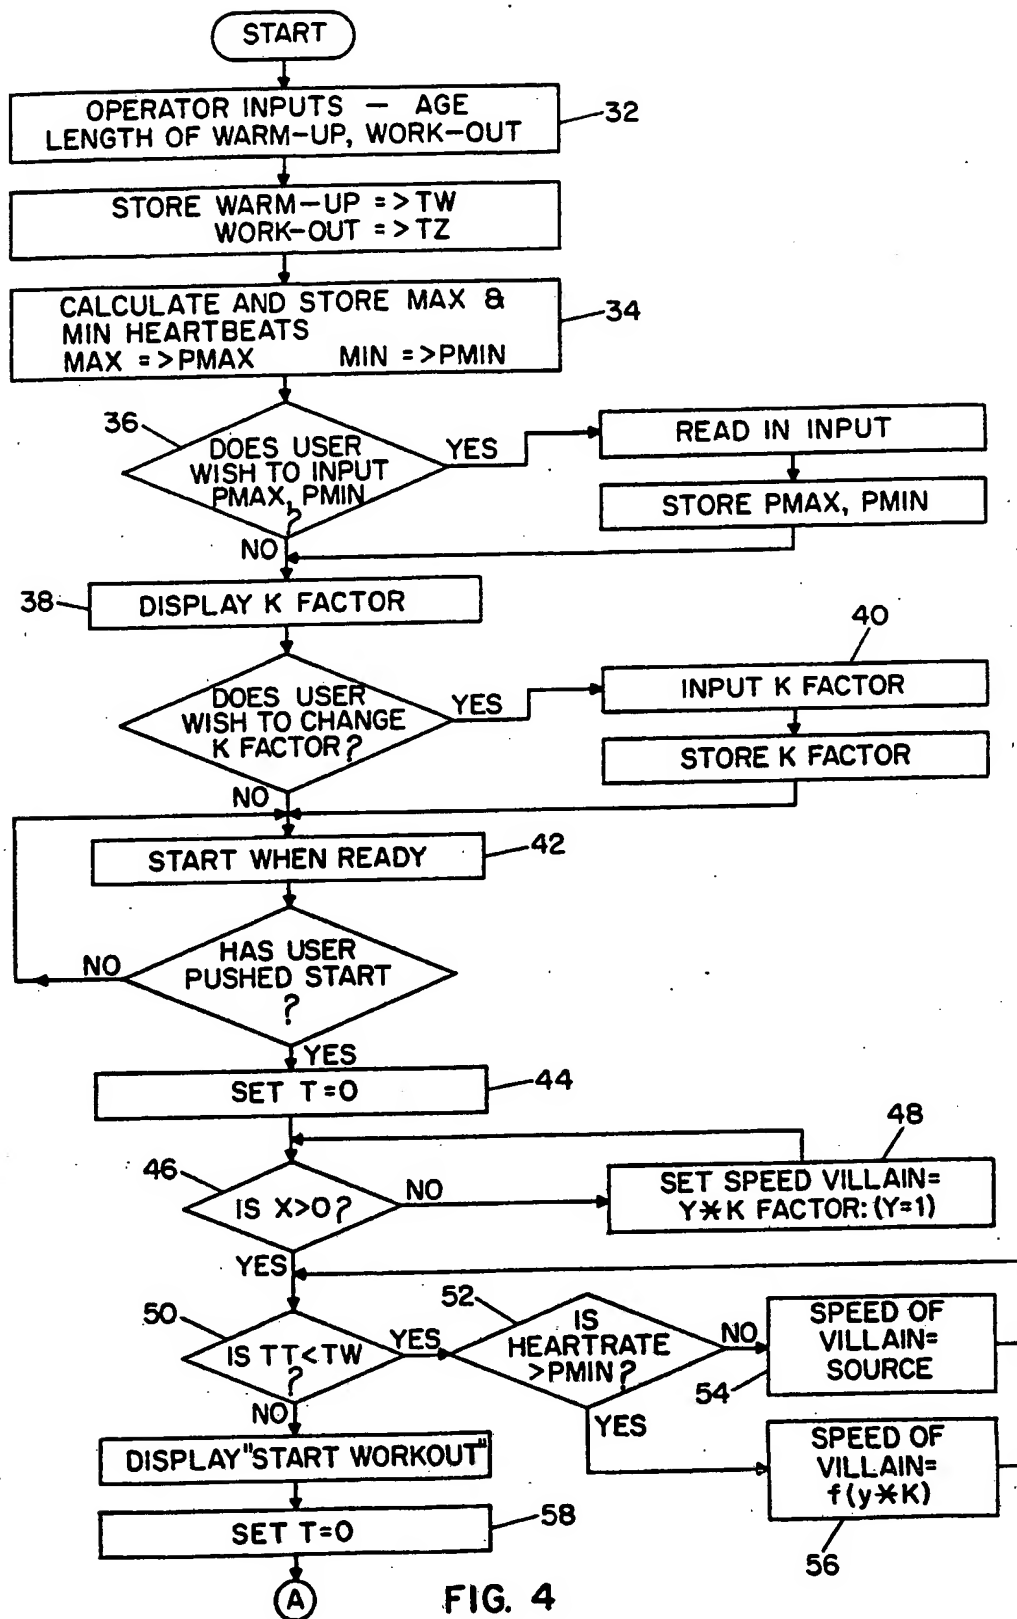 START
OPERATOR INPUTS — AGE
LENGTH OF WARM-UP, WORK-OUT
32
STORE WARM-UP =>TW
WORK-OUT =>TZ
CALCULATE AND STORE MAX &
MIN HEARTBEATS
MAX =>PMAX MIN =>PMIN
34
36
DOES USER
WISH TO INPUT
PMAX, PMIN
?
YES
READ IN INPUT
STORE PMAX, PMIN
NO
38
DISPLAY K FACTOR
DOES USER
WISH TO CHANGE
K FACTOR?
YES
40
INPUT K FACTOR
STORE K FACTOR
NO
START WHEN READY
42
HAS USER
PUSHED START
?
NO
YES
SET T=0
44
46
IS X>0?
NO
48
SET SPEED VILLAIN=
Y*K FACTOR:(Y=1)
YES
50
IS TT<TW
?
YES
52
IS
HEARTRATE
>PMIN?
NO
54
SPEED OF
VILLAIN=
SOURCE
YES
SPEED OF
VILLAIN=
f(y*K)
56
NO
DISPLAY"START WORKOUT"
SET T=0
58
A
FIG. 4